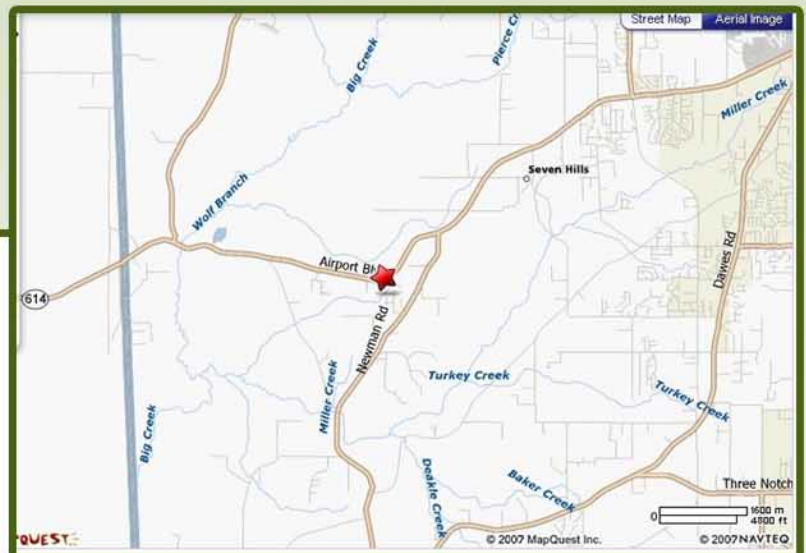 Street Map
Aerial Image
Big Creek
Pierce Cr
Miller Creek
Seven Hills
Wolf Branch
Airport Bl
Dawes Rd
614
Newman Rd
Turkey Creek
Miller Creek
Turkey Creek
Big Creek
Deakle Creek
Baker Creek
Three Notch
0
1600 m
4800 ft
QUEST
© 2007 MapQuest Inc.
© 2007 NAVTEQ